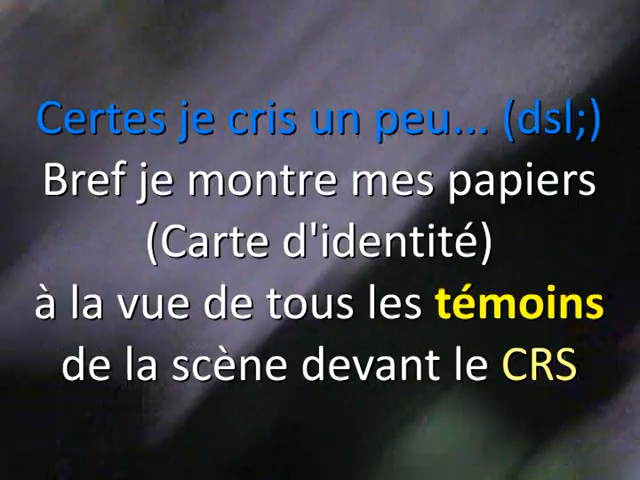 Certes je cris un peu... (dsl;)
Bref je montre mes papiers
(Carte d'identité)
à la vue de tous les témoins
de la scène devant le CRS